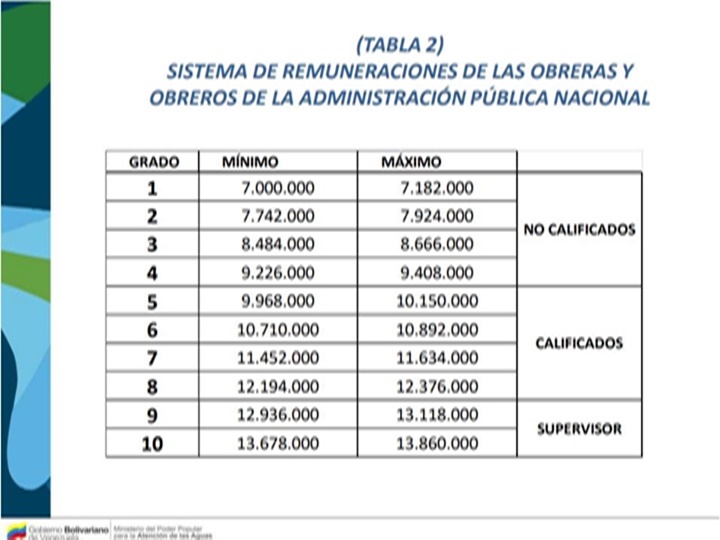 (TABLA 2)
SISTEMA DE REMUNERACIONES DE LAS OBRERAS Y
OBREROS DE LA ADMINISTRACIÓN PÚBLICA NACIONAL
GRADO MÍNIMO MÁXIMO
1 7.000.000 7.182.000
2 7.742.000 7.924.000
NO CALIFICADOS
3 8.484.000 8.666.000
4 9.226.000 9.408.000
5 9.968.000 10.150.000
6 10.710.000 10.892.000
CALIFICADOS
7 11.452.000 11.634.000
8 12.194.000 12.376.000
9 12.936.000 13.118.000
SUPERVISOR
10 13.678.000 13.860.000
Gobierno Bolivariano
de Venezuela
Ministerio del Poder Popular
para la Atención de las Aguas